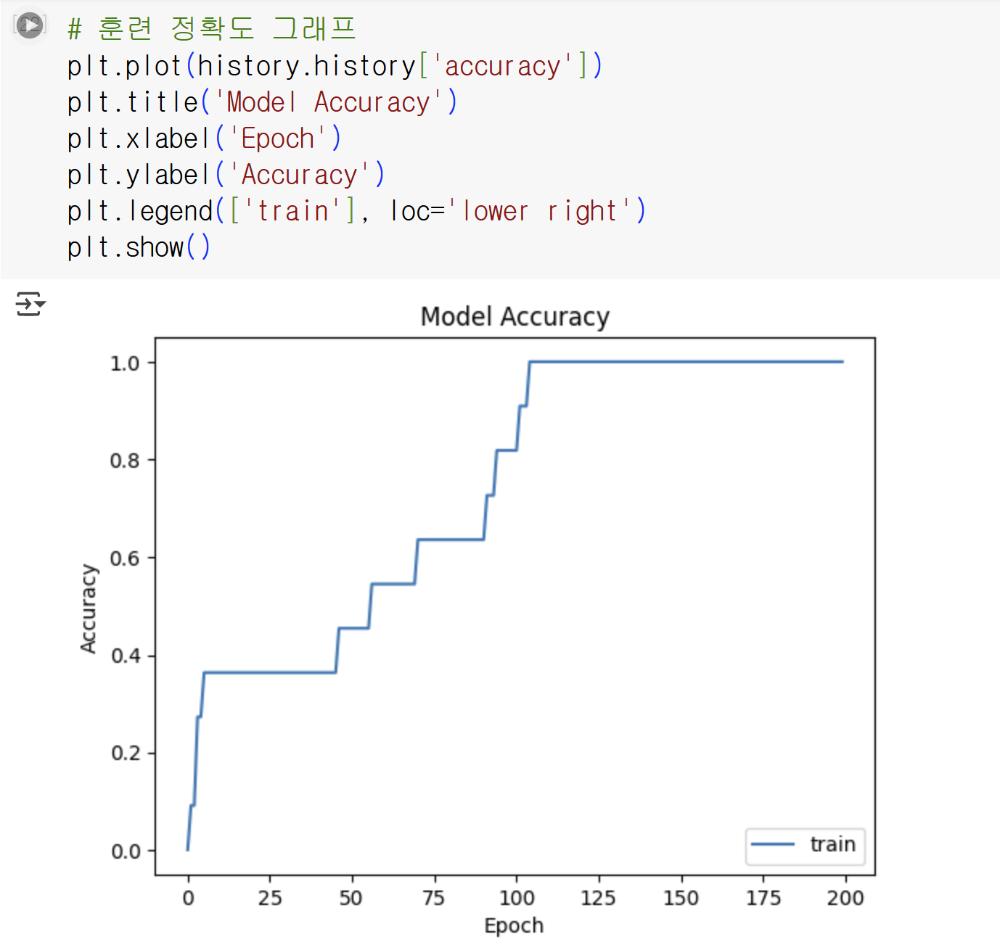 [22]
# 훈련 정확도 그래프
plt.plot(history.history['accuracy'])
plt.title('Model Accuracy')
plt.xlabel('Epoch')
plt.ylabel('Accuracy')
plt.legend(['train'], loc='lower right')
plt.show()
Model Accuracy
1.0
0.8
0.6
0.4
0.2
0.0
Accuracy
train
0 25 50 75 100 125 150 175 200
Epoch